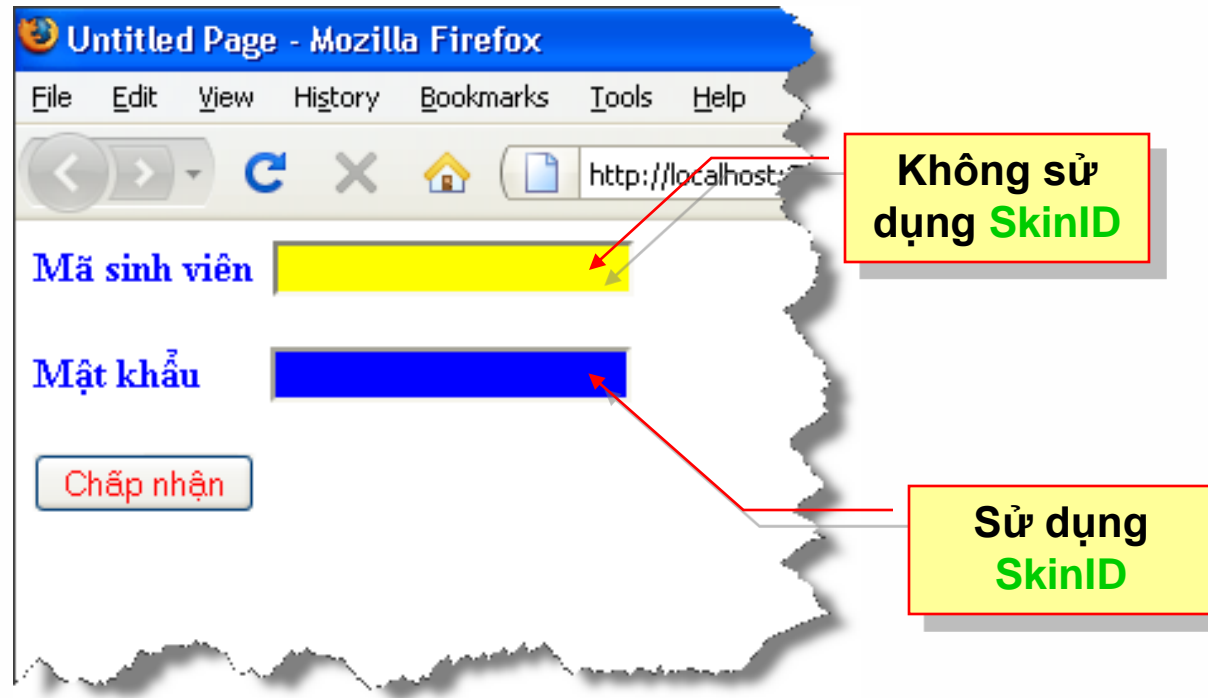 Untitled Page - Mozilla Firefox
File Edit View History Bookmarks Tools Help
http://localhost:
Không sử
dụng SkinID
Mã sinh viên
Mật khẩu
Chấp nhận
Sử dụng
SkinID